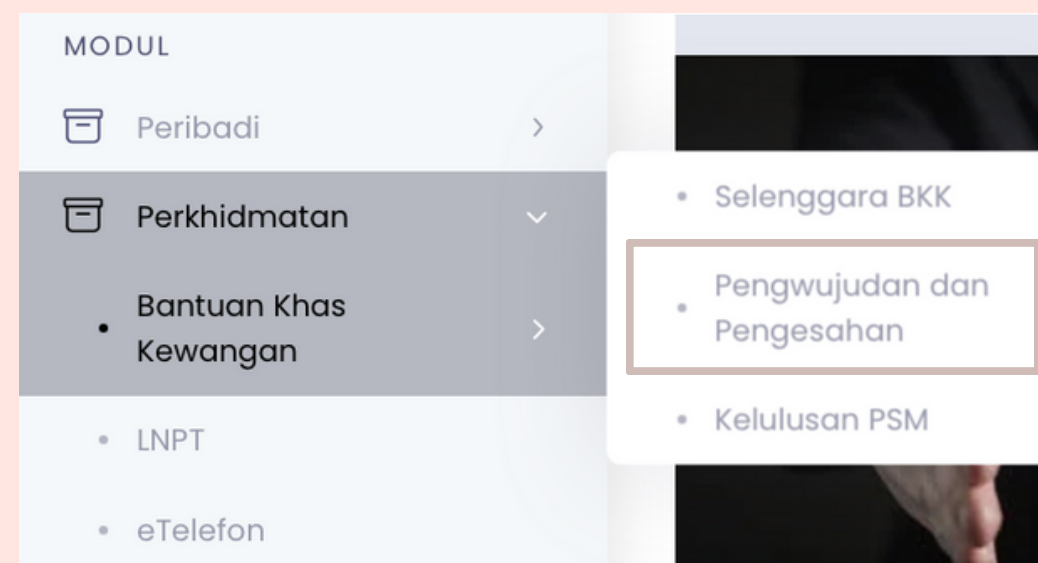 MODUL
Peribadi
Perkhidmatan
Bantuan Khas
Kewangan
LNPT
eTelefon
Selenggara BKK
Pengwujudan dan
Pengesahan
Kelulusan PSM